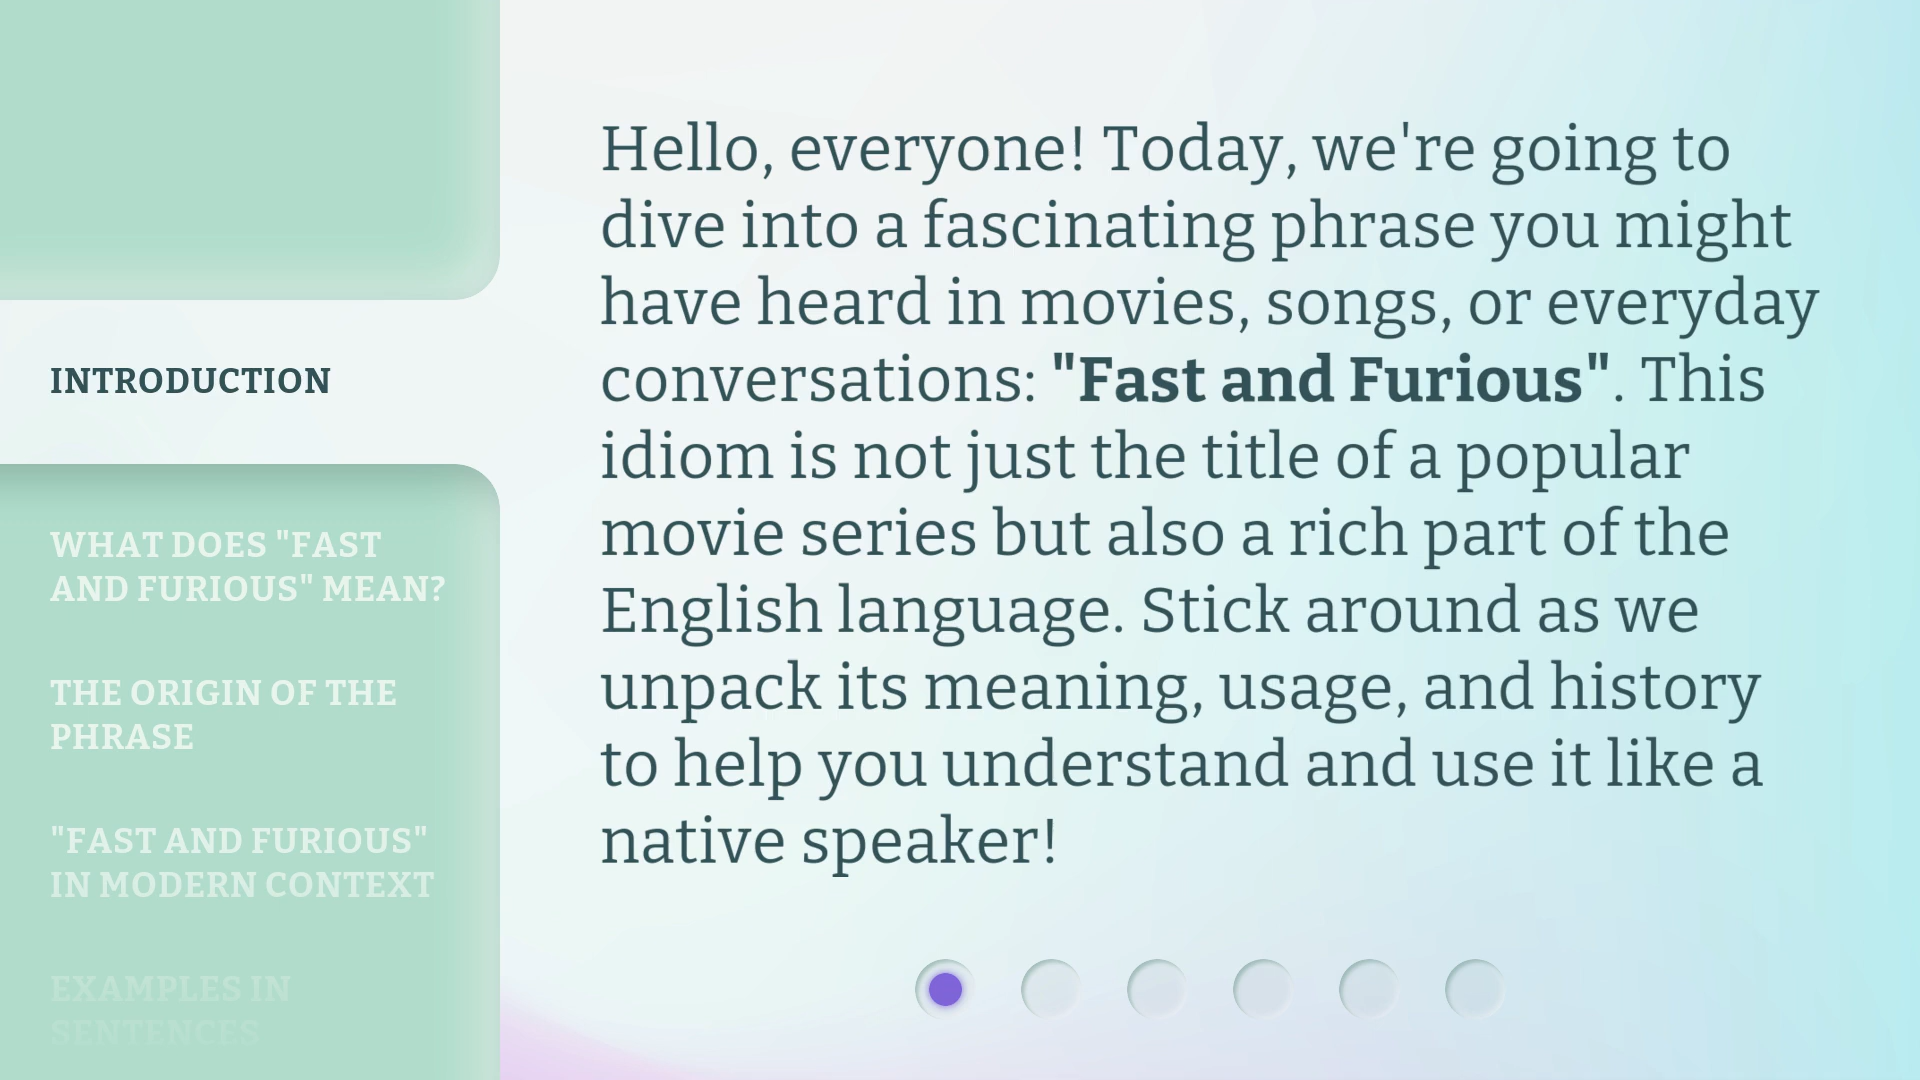 INTRODUCTION
WHAT DOES "FAST
AND FURIOUS" MEAN?
THE ORIGIN OF THE
PHRASE
"FAST AND FURIOUS"
IN MODERN CONTEXT
EXAMPLES IN
SENTENCES
Hello, everyone! Today, we're going to
dive into a fascinating phrase you might
have heard in movies, songs, or everyday
conversations: "Fast and Furious". This
idiom is not just the title of a popular
movie series but also a rich part of the
English language. Stick around as we
unpack its meaning, usage, and history
to help you understand and use it like a
native speaker!